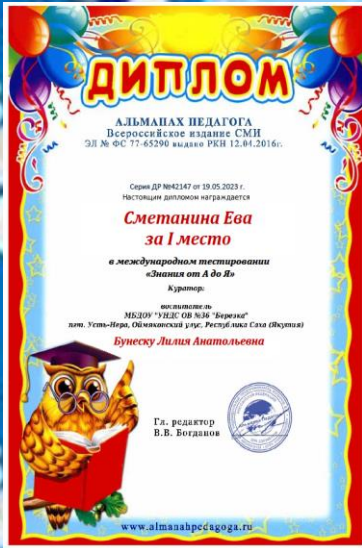 ДИПЛОМ
АЛЬМАНАХ ПЕДАГОГА
Всероссийское издание СМИ
ЭЛ № ФС 77-65290 выдано РКН 12.04.2016г.
Серия ДР №42147 от 19.05.2023 г.
Настоящим дипломом награждается
Сметанина Ева
за I место
в международном тестировании
«Знания от А до Я»
Куратор:
воспитатель
МБДОУ "УНДС ОВ №36 "Березка"
пгт. Усть-Нера, Оймяконский улус, Республика Саха (Якутия)
Бунеску Лилия Анатольевна
Гл. редактор
В.В. Богданов
www.almanahpedagoga.ru